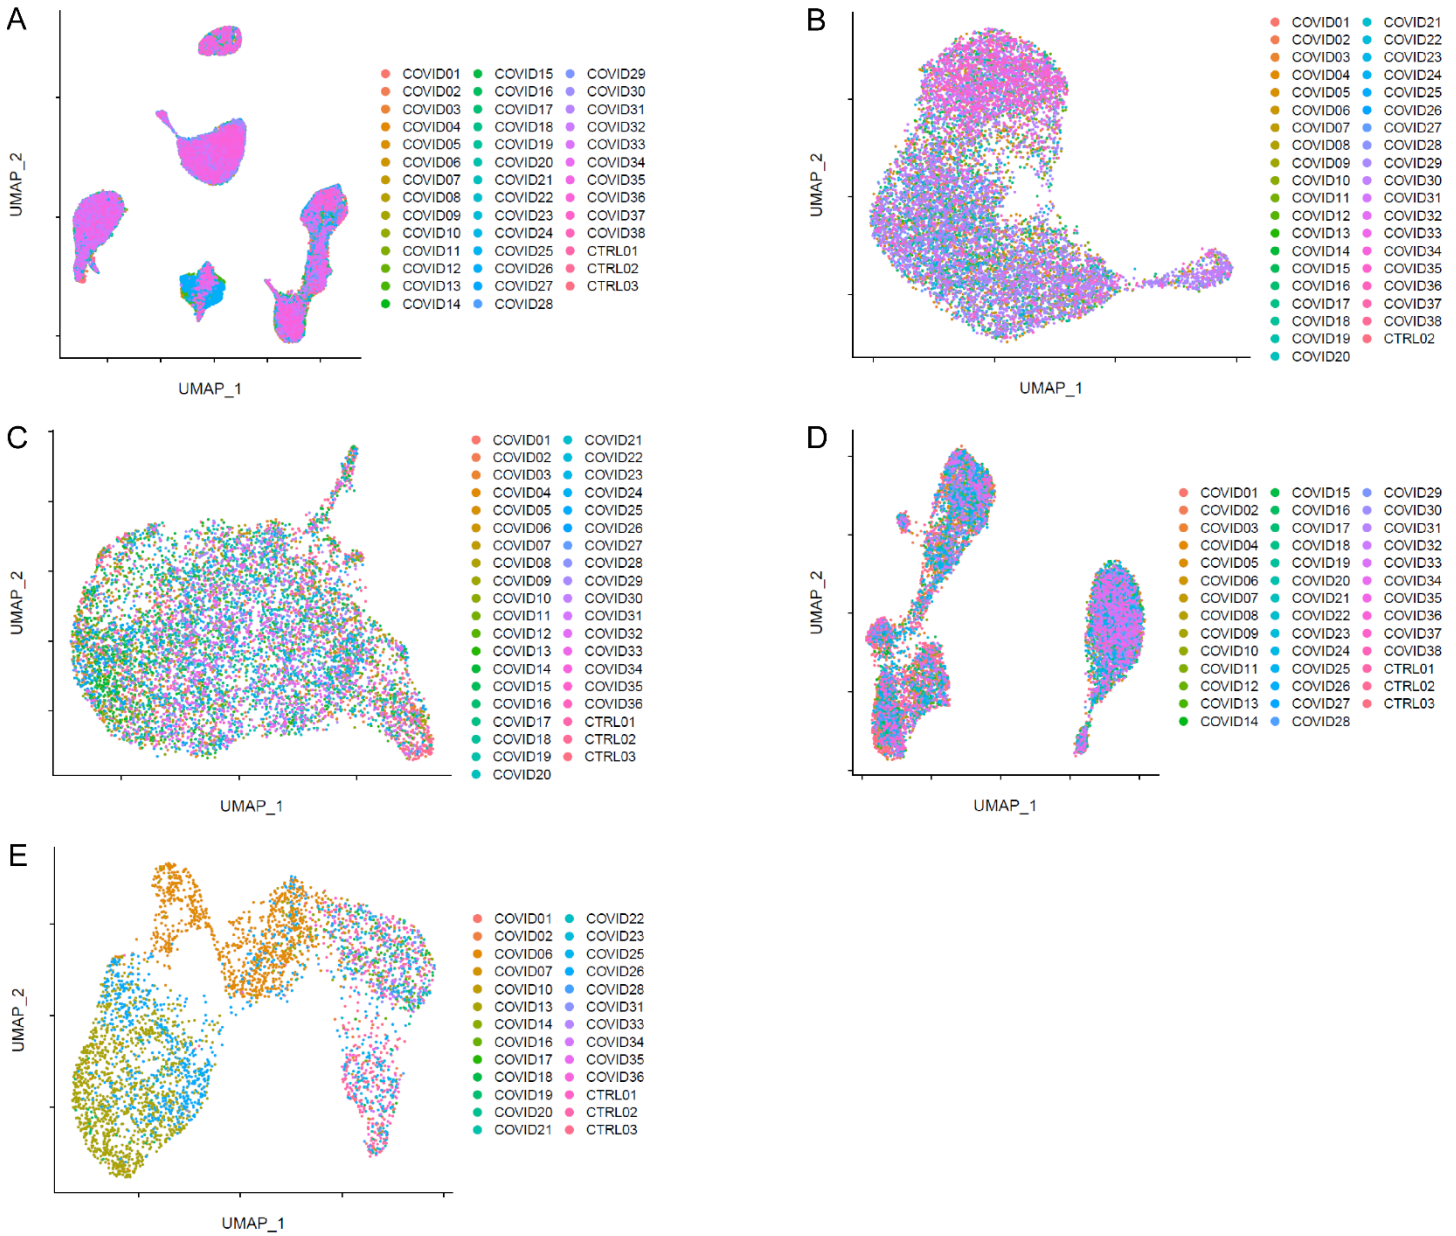 A
COVID01 COVID15 COVID29
COVID02 COVID16 COVID30
COVID03 COVID17 COVID31
COVID04 COVID18 COVID32
COVID05 COVID19 COVID33
COVID06 COVID20 COVID34
COVID07 COVID21 COVID35
COVID08 COVID22 COVID36
COVID09 COVID23 COVID37
COVID10 COVID24 COVID38
COVID11 COVID25 CTRL01
COVID12 COVID26 CTRL02
COVID13 COVID27 CTRL03
COVID14 COVID28
UMAP_2
UMAP_1
B
COVID01 COVID21
COVID02 COVID22
COVID03 COVID23
COVID04 COVID24
COVID05 COVID25
COVID06 COVID26
COVID07 COVID27
COVID08 COVID28
COVID09 COVID29
COVID10 COVID30
COVID11 COVID31
COVID12 COVID32
COVID13 COVID33
COVID14 COVID34
COVID15 COVID35
COVID16 COVID36
COVID17 COVID37
COVID18 COVID38
COVID19 CTRL02
COVID20
UMAP_2
UMAP_1
C
COVID01 COVID21
COVID02 COVID22
COVID03 COVID23
COVID04 COVID24
COVID05 COVID25
COVID06 COVID26
COVID07 COVID27
COVID08 COVID28
COVID09 COVID29
COVID10 COVID30
COVID11 COVID31
COVID12 COVID32
COVID13 COVID33
COVID14 COVID34
COVID15 COVID35
COVID16 COVID36
COVID17 CTRL01
COVID18 CTRL02
COVID19 CTRL03
COVID20
UMAP_2
UMAP_1
D
COVID01 COVID15 COVID29
COVID02 COVID16 COVID30
COVID03 COVID17 COVID31
COVID04 COVID18 COVID32
COVID05 COVID19 COVID33
COVID06 COVID20 COVID34
COVID07 COVID21 COVID35
COVID08 COVID22 COVID36
COVID09 COVID23 COVID37
COVID10 COVID24 COVID38
COVID11 COVID25 CTRL01
COVID12 COVID26 CTRL02
COVID13 COVID27 CTRL03
COVID14 COVID28
UMAP_2
UMAP_1
E
COVID01 COVID22
COVID02 COVID23
COVID06 COVID25
COVID07 COVID26
COVID10 COVID28
COVID13 COVID31
COVID14 COVID33
COVID16 COVID34
COVID17 COVID35
COVID18 COVID36
COVID19 CTRL01
COVID20 CTRL02
COVID21 CTRL03
UMAP_2
UMAP_1